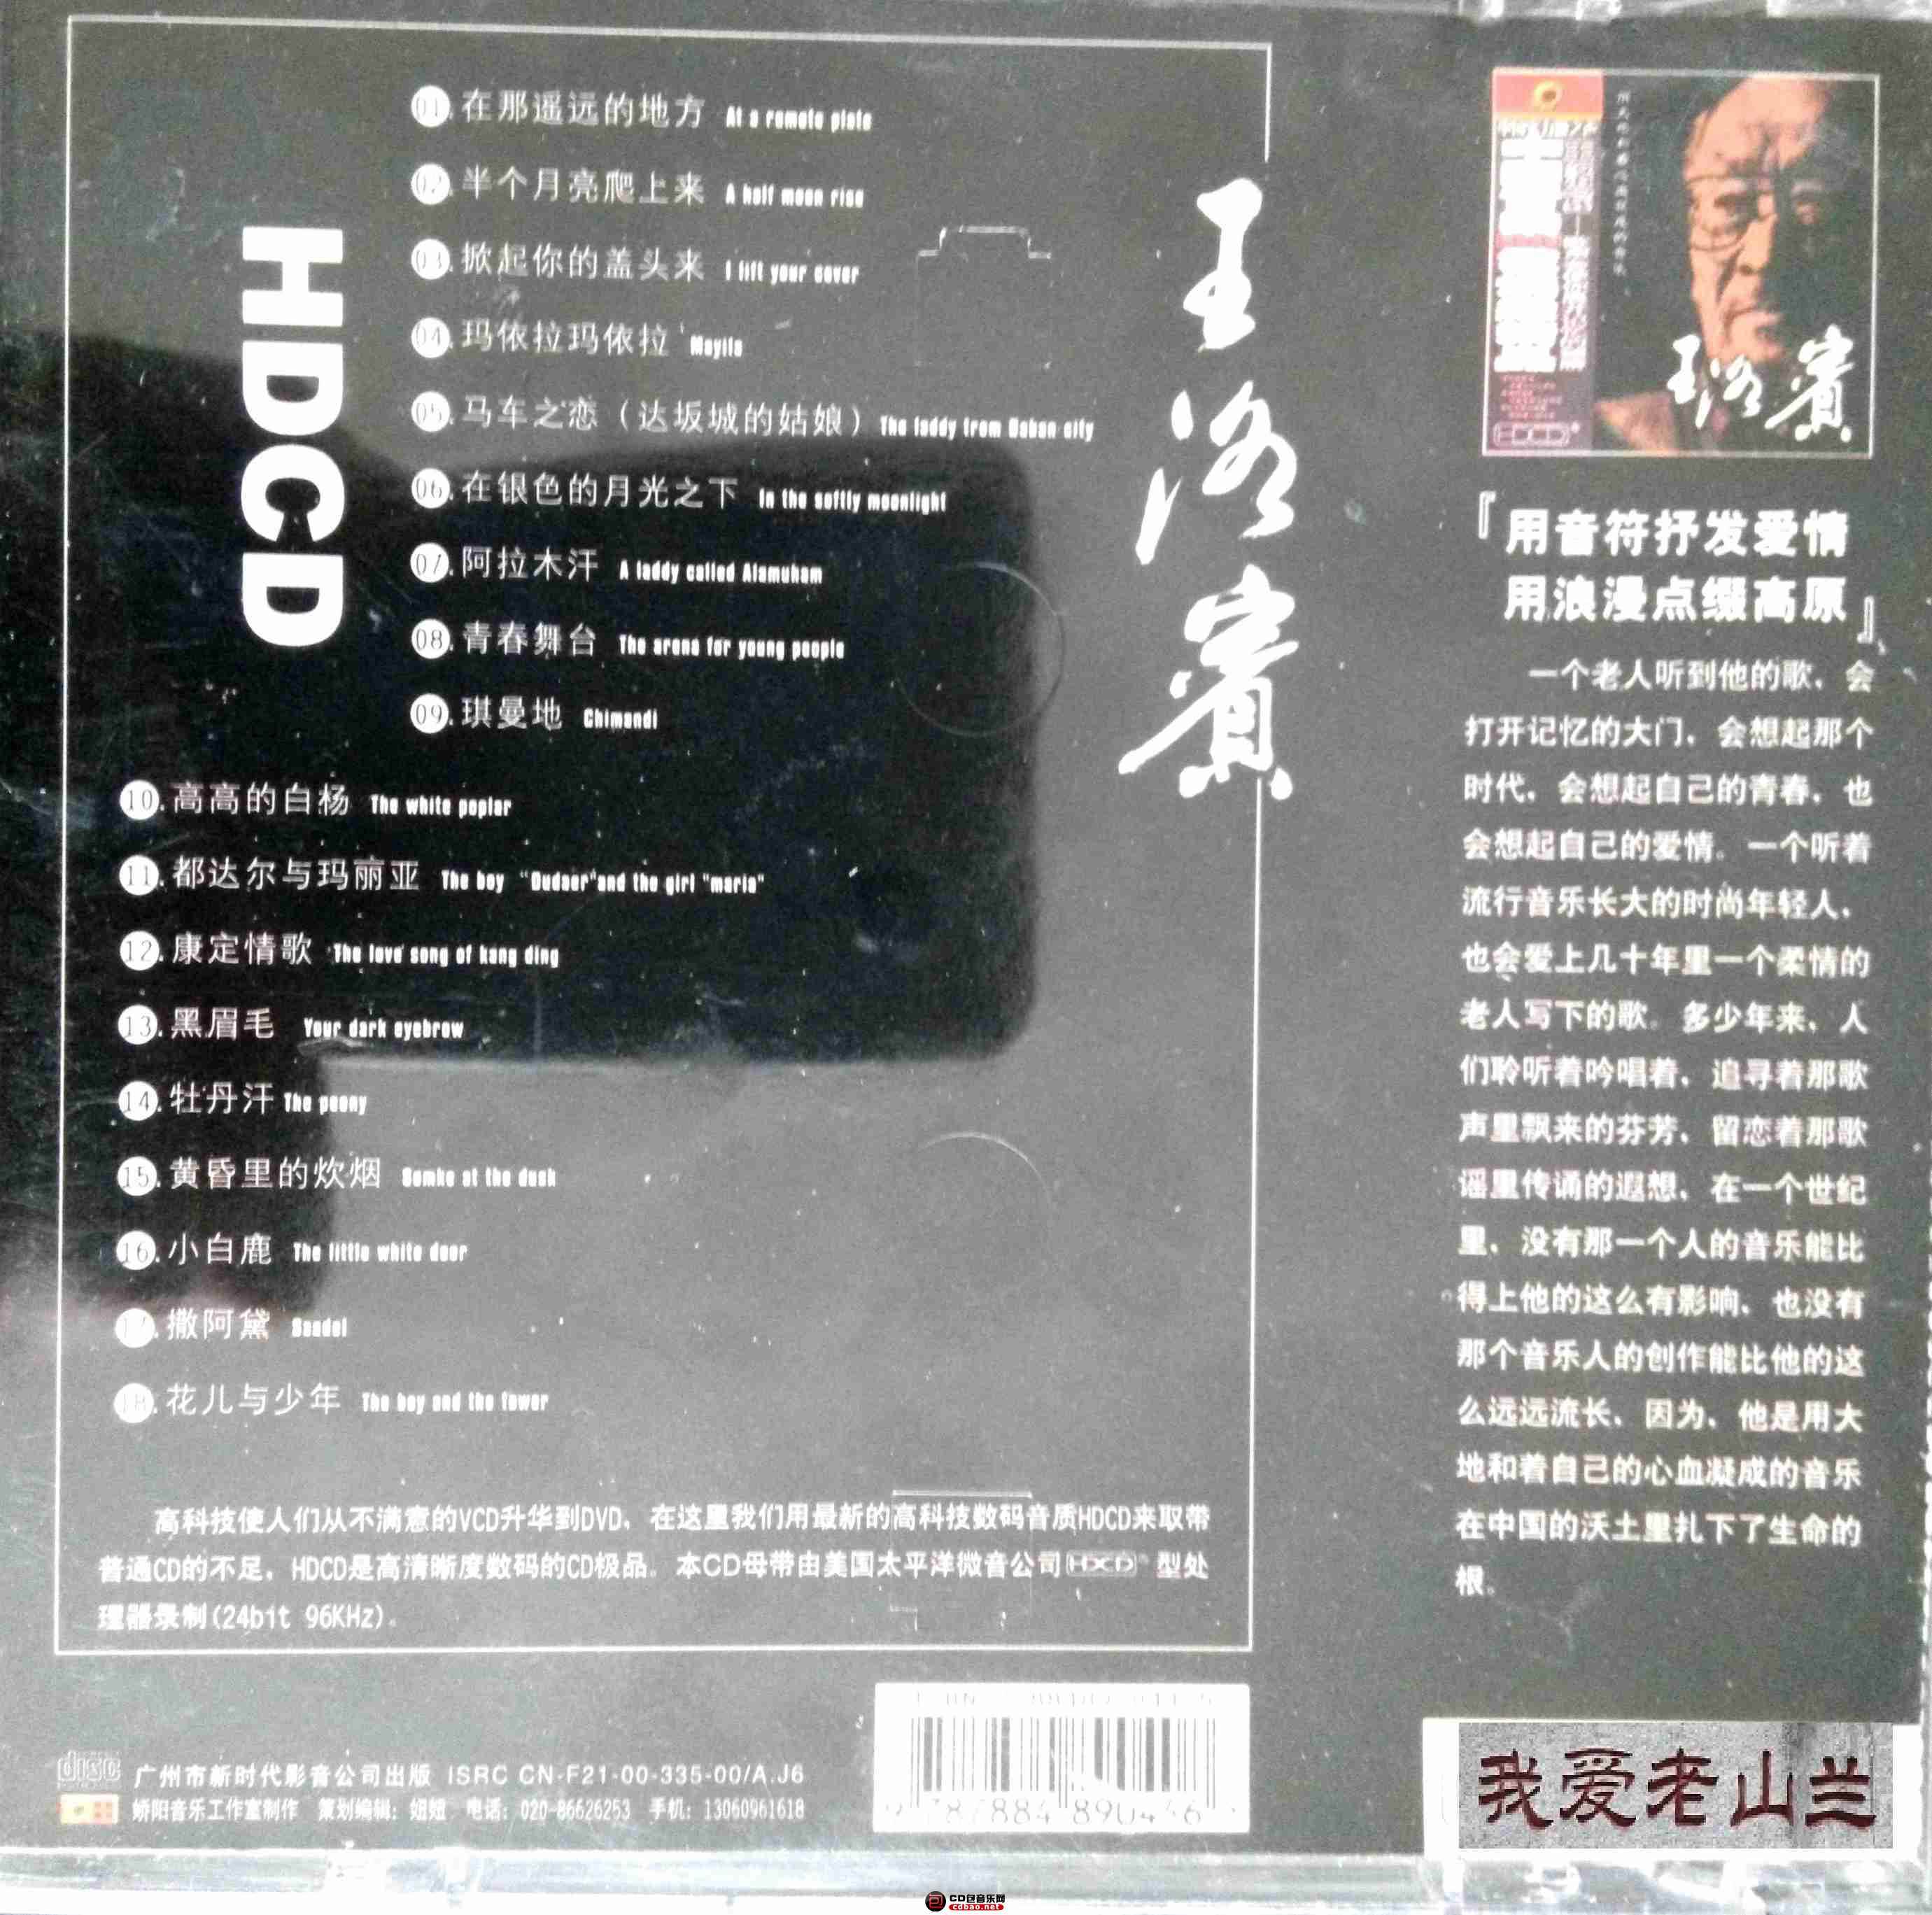 HDCD
01.在那遥远的地方 At a remote plate
02.半个月亮爬上来 A half moon rise
03.掀起你的盖头来 I lift your cover
04.玛依拉玛依拉 Mayila
05.马车之恋（达坂城的姑娘）The laddy from Daban city
06.在银色的月光之下 In the softly moonlight
07.阿拉木汗 A laddy called Alamuham
08.青春舞台 The arena for young people
09.琪曼地 Chimandi
10.高高的白杨 The white poplar
11.都达尔与玛丽亚 The boy "Dudaer"and the girl "maria"
12.康定情歌 The love song of kang ding
13.黑眉毛 Your dark eyebrow
14.牡丹汗 The peony
15.黄昏里的炊烟 Somke at the dusk
16.小白鹿 The little white deer
17.撒阿黛 Saadai
18.花儿与少年 The boy and the fower
王洛宾
高科技使人们从不满意的VCD升华到DVD，在这里我们用最新的高科技数码音质HDCD来取带
普通CD的不足，HDCD是高清晰度数码的CD极品。本CD母带由美国太平洋微音公司HDCD®型处
理器录制(24bit 96KHz)。
disc
广州市新时代影音公司出版 ISRC CN-F21-00-335-00/A.J6
娇阳音乐工作室制作 策划编辑：妞妞 电话：020-86626253 手机：13060961618
9 787884 890446
王洛賓
HDCD®
『用音符抒发爱情
用浪漫点缀高原』
一个老人听到他的歌，会
打开记忆的大门，会想起那个
时代，会想起自己的青春，也
会想起自己的爱情。一个听着
流行音乐长大的时尚年轻人，
也会爱上几十年里一个柔情的
老人写下的歌。多少年来，人
们聆听着吟唱着，追寻着那歌
声里飘来的芬芳，留恋着那歌
谣里传诵的遐想，在一个世纪
里，没有那一个人的音乐能比
得上他的这么有影响，也没有
那个音乐人的创作能比他的这
么远远流长，因为，他是用大
地和着自己的心血凝成的音乐
在中国的沃土里扎下了生命的
根。
我爱老山兰
CD包音乐网
cdbao.net